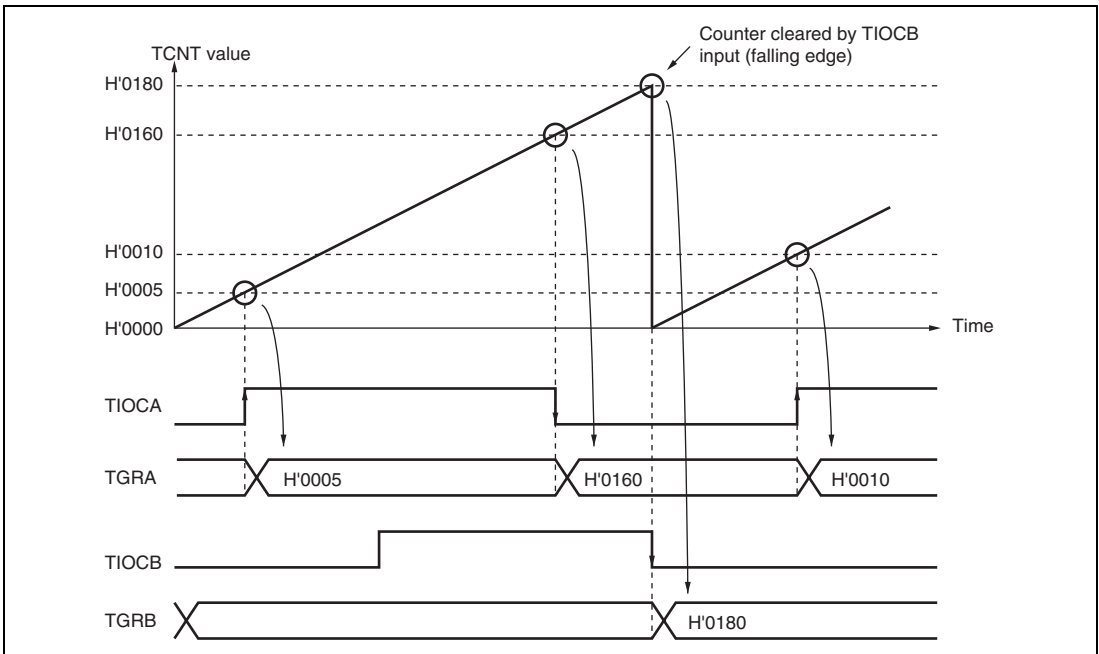 Counter cleared by TIOCB
input (falling edge)
TCNT value
H'0180
H'0160
H'0010
H'0005
H'0000
Time
TIOCA
TGRA
H'0005
H'0160
H'0010
TIOCB
TGRB
H'0180